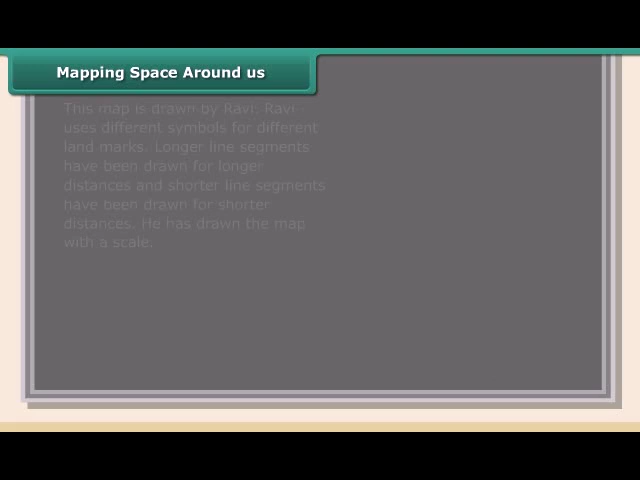 Mapping Space Around us
This map is drawn by Ravi. Ravi
uses different symbols for different
land marks. Longer line segments
have been drawn for longer
distances and shorter line segments
have been drawn for shorter
distances. He has drawn the map
with a scale.